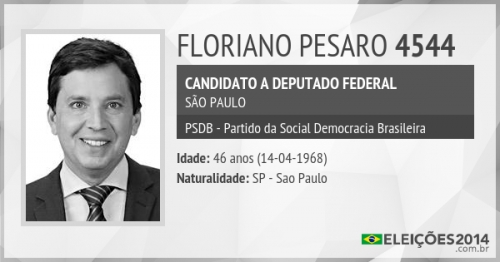 FLORIANO PESARO 4544
CANDIDATO A DEPUTADO FEDERAL
SÃO PAULO
PSDB - Partido da Social Democracia Brasileira
Idade: 46 anos (14-04-1968)
Naturalidade: SP - Sao Paulo
ELEIÇÕES2014
.com.br